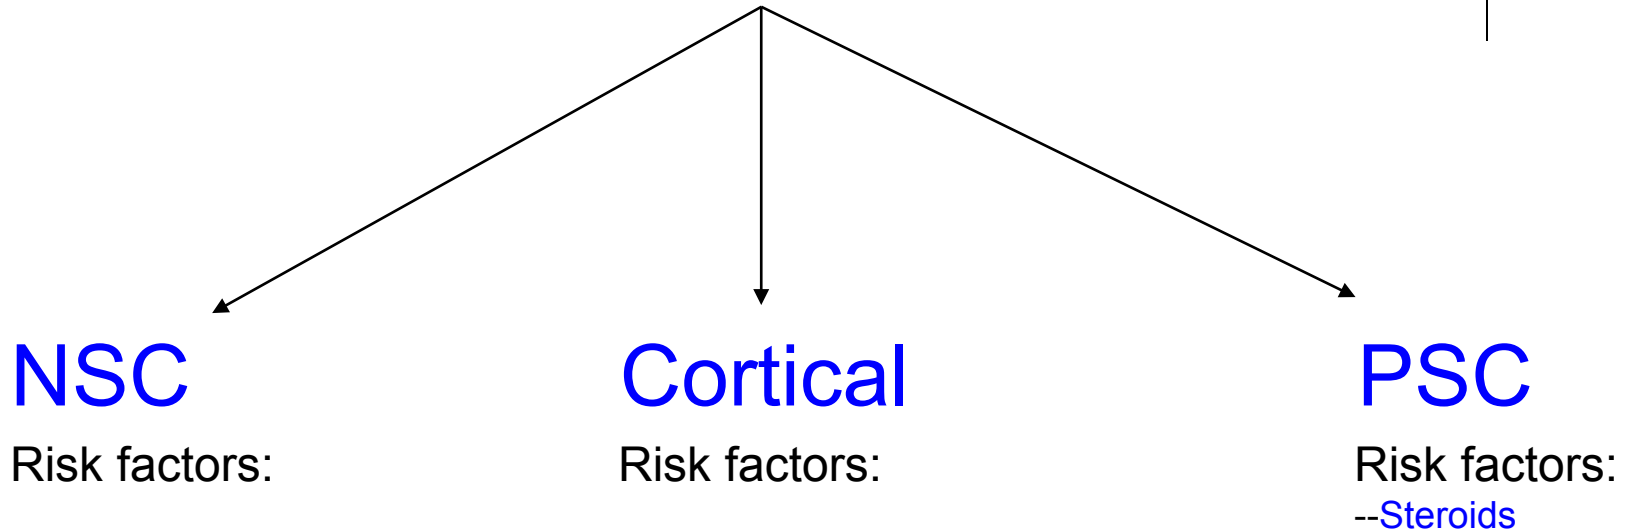 NSC Cortical PSC
Risk factors: Risk factors: Risk factors:
--Steroids